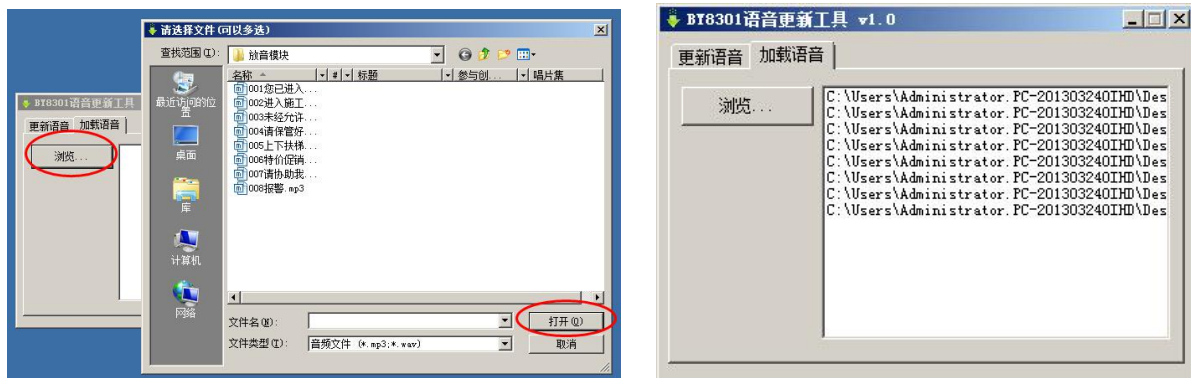 请选择文件(可以多选)
查找范围(I):
放音模块
名称
#
标题
参与创...
唱片集
001您已进入...
002进入施工...
003未经允许...
004请保管好...
005上下扶梯...
006特价促销...
007请协助我...
008报警.mp3
最近访问的位置
桌面
库
计算机
网络
文件名(N):
打开(O)
文件类型(T):
音频文件 (*.mp3;*.wav)
取消
BY8301语音更新工具
更新语音 加载语音
浏览...
BY8301语音更新工具 v1.0
更新语音 加载语音
浏览...
C:\Users\Administrator.PC-201303240IHD\Des
C:\Users\Administrator.PC-201303240IHD\Des
C:\Users\Administrator.PC-201303240IHD\Des
C:\Users\Administrator.PC-201303240IHD\Des
C:\Users\Administrator.PC-201303240IHD\Des
C:\Users\Administrator.PC-201303240IHD\Des
C:\Users\Administrator.PC-201303240IHD\Des
C:\Users\Administrator.PC-201303240IHD\Des